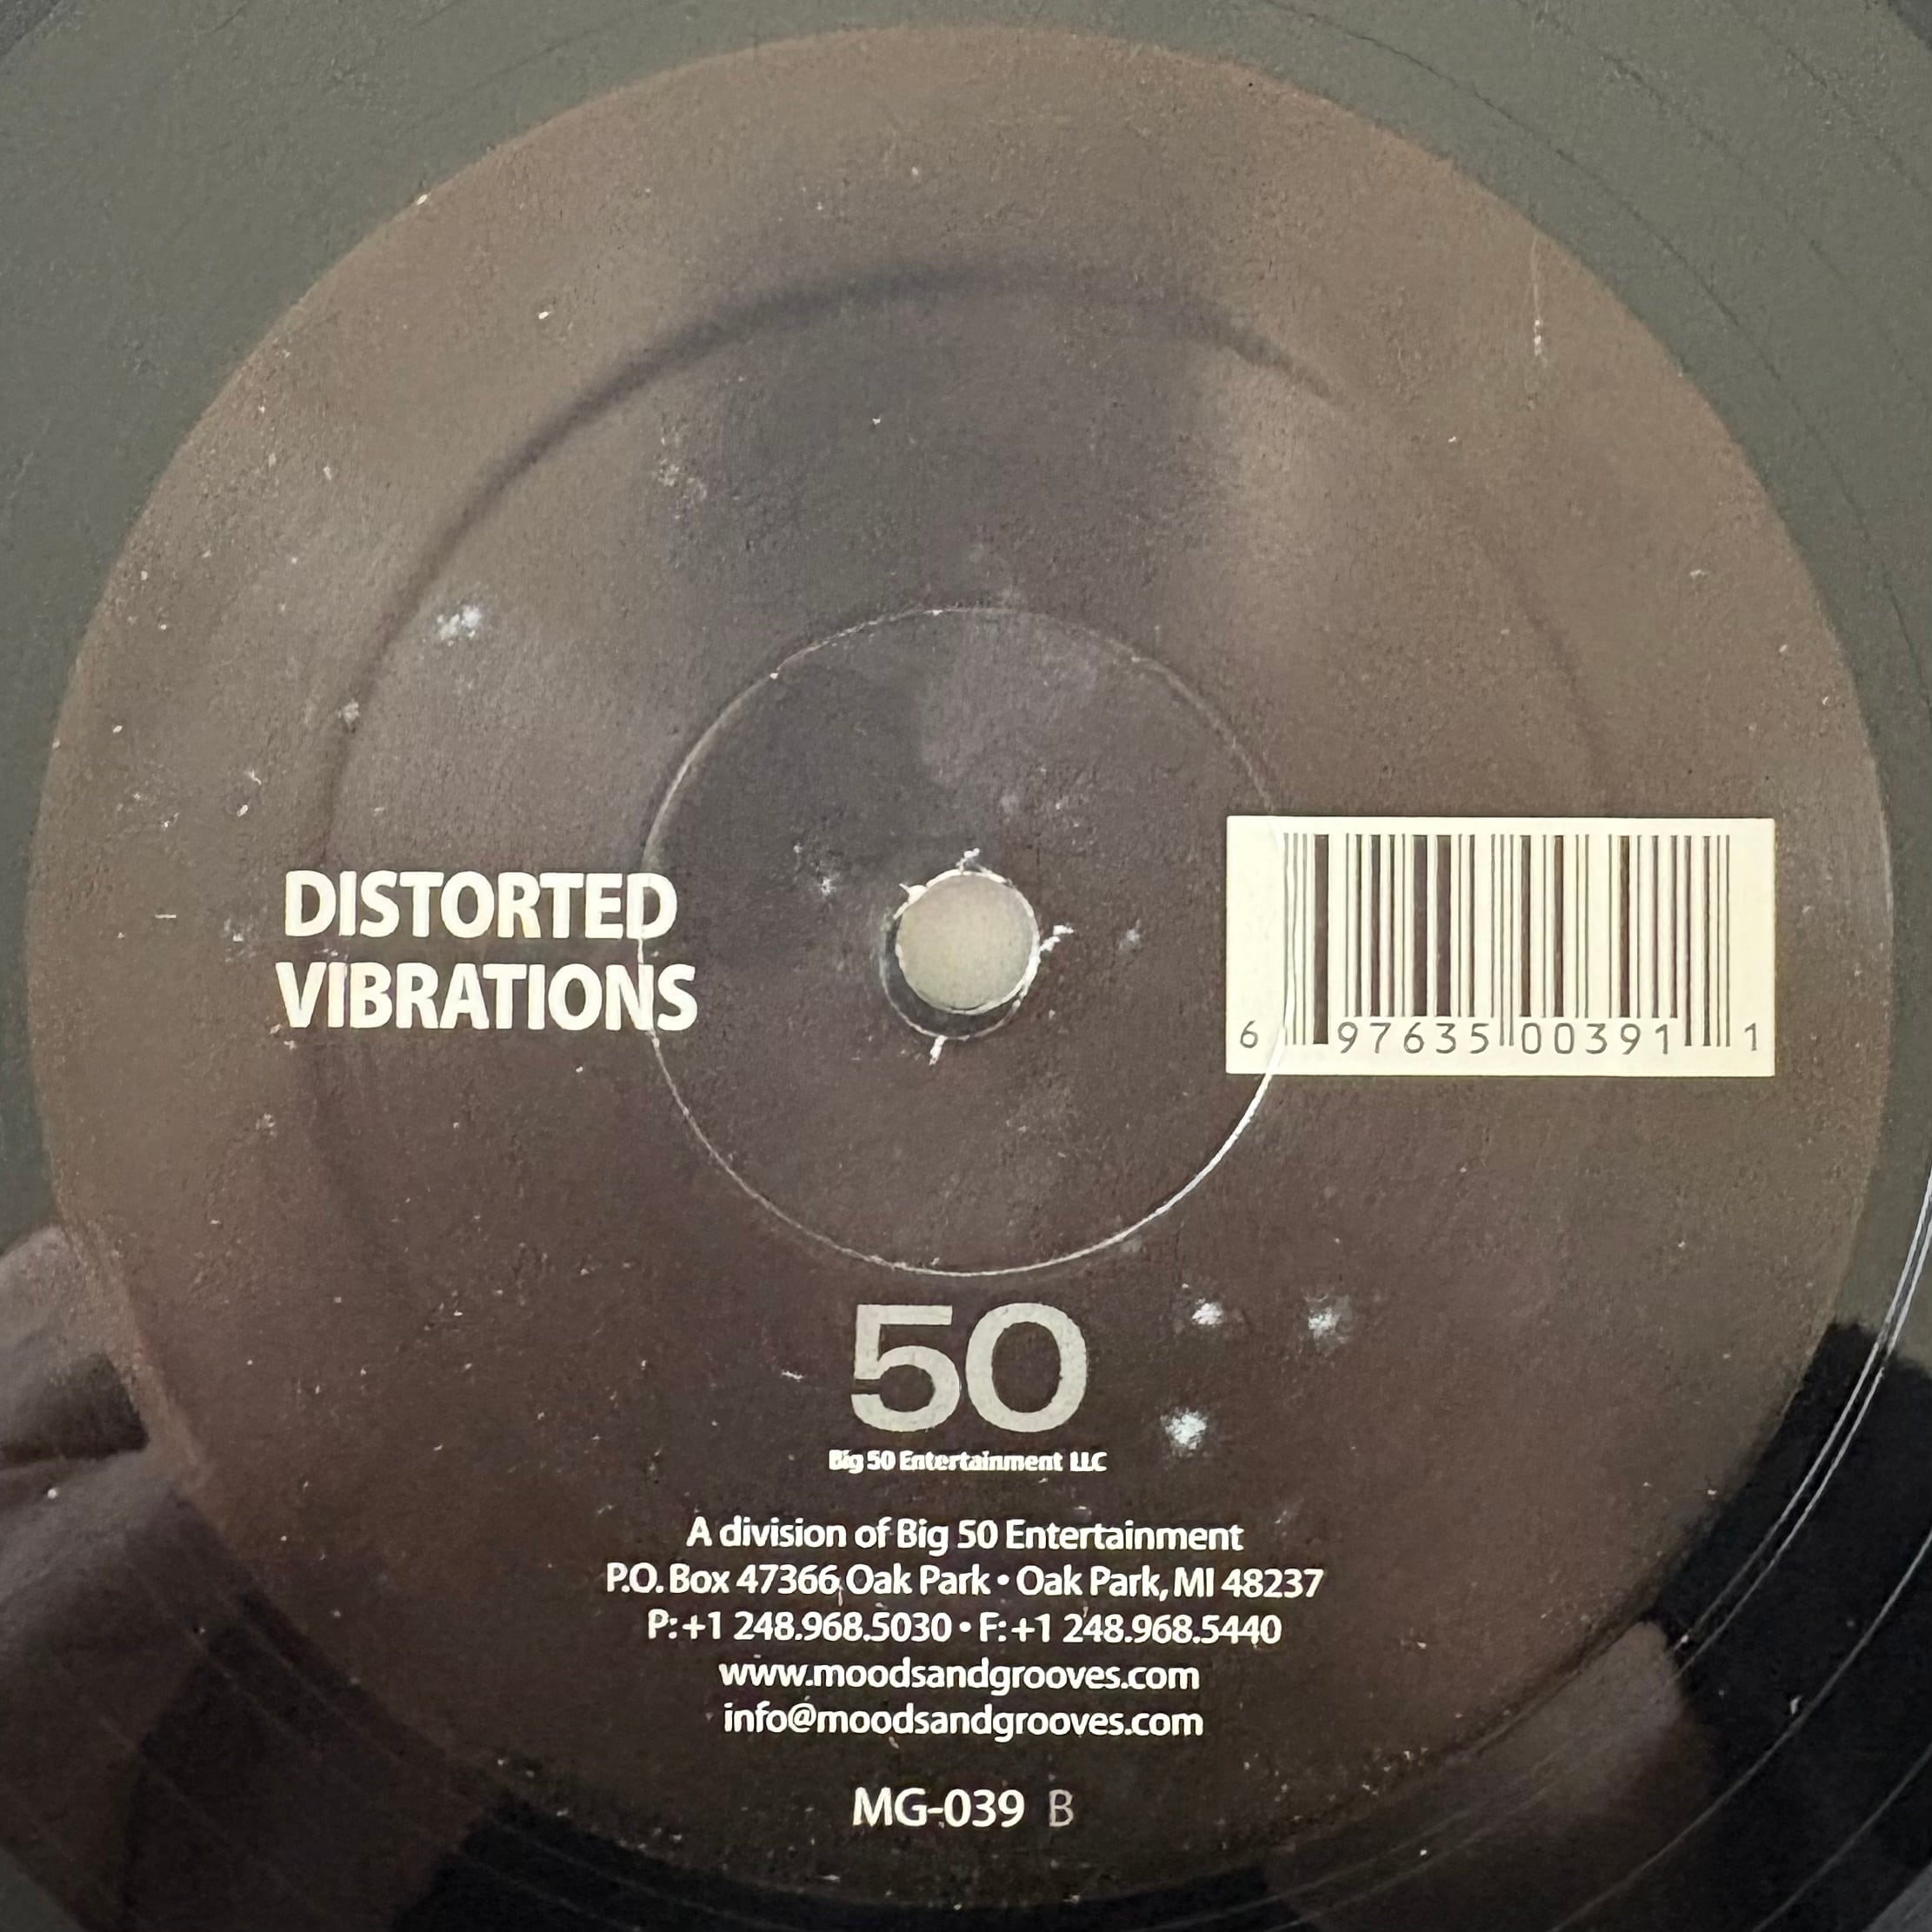 DISTORTED
VIBRATIONS
6 97635 00391 1
50
Big 50 Entertainment LLC
A division of Big 50 Entertainment
P.O. Box 47366 Oak Park • Oak Park, MI 48237
P: +1 248.968.5030 • F: +1 248.968.5440
www.moodsandgrooves.com
info@moodsandgrooves.com
MG-039 B